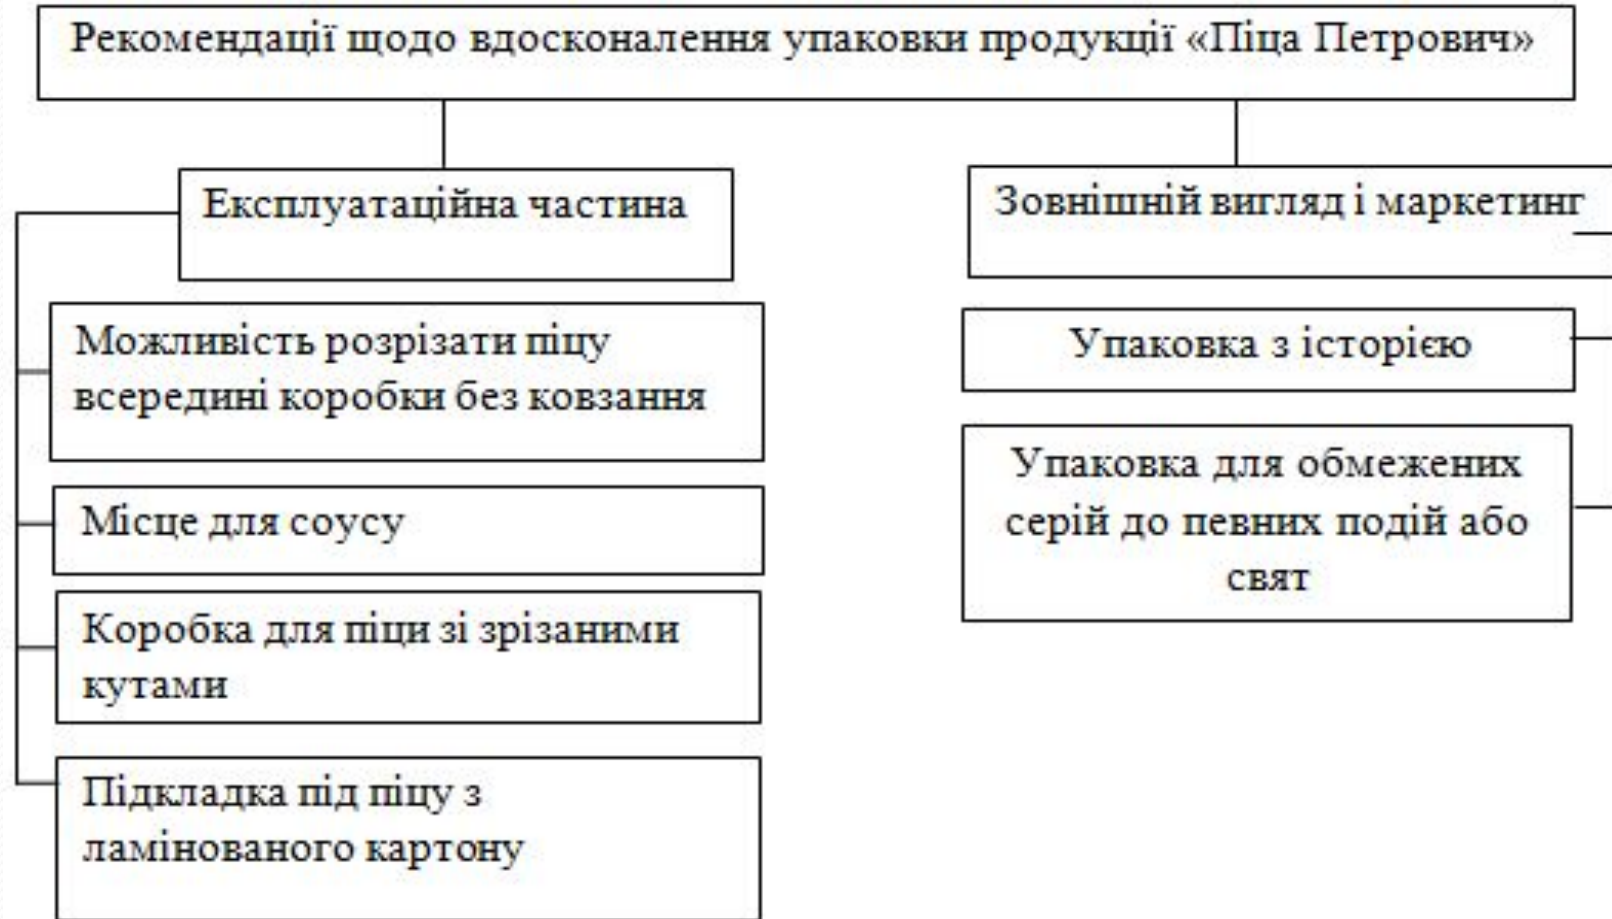 Рекомендації щодо вдосконалення упаковки продукції «Піца Петрович»
Експлуатаційна частина
Можливість розрізати піцу
всередині коробки без ковзання
Місце для соусу
Коробка для піци зі зрізаними
кутами
Підкладка під піцу з
ламінованого картону
Зовнішній вигляд і маркетинг
Упаковка з історією
Упаковка для обмежених
серій до певних подій або
свят